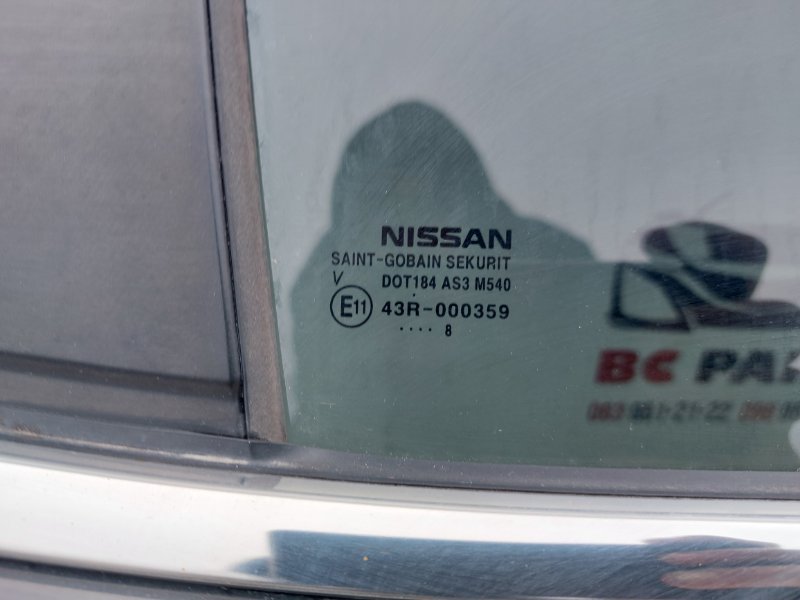 NISSAN
SAINT-GOBAIN SEKURIT
V DOT184 AS3 M540
E11 43R-000359
.... 8
BC PA